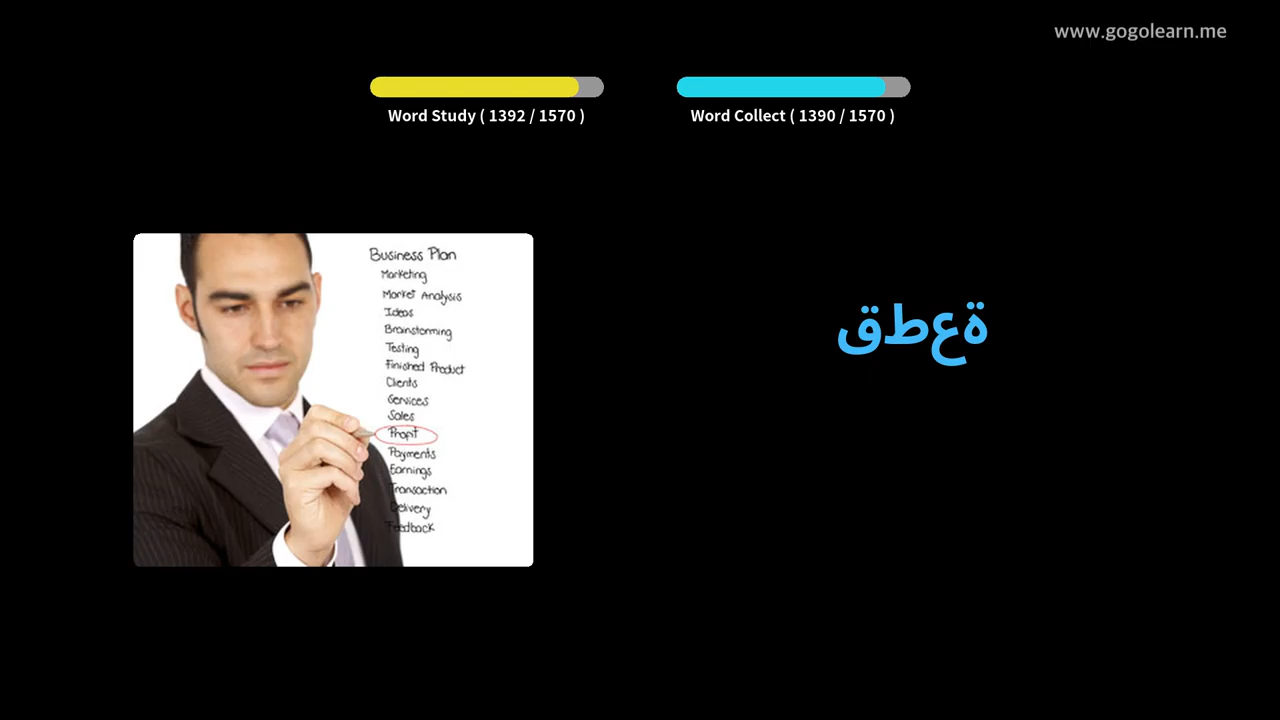 www.gogolearn.me
Word Study ( 1392 / 1570 )
Word Collect ( 1390 / 1570 )
Business Plan
Marketing
Market Analysis
Ideas
Brainstorming
Testing
Finished Product
Clients
Services
Sales
Profit
Payments
Earnings
Transaction
Delivery
Feedback
ةعطق